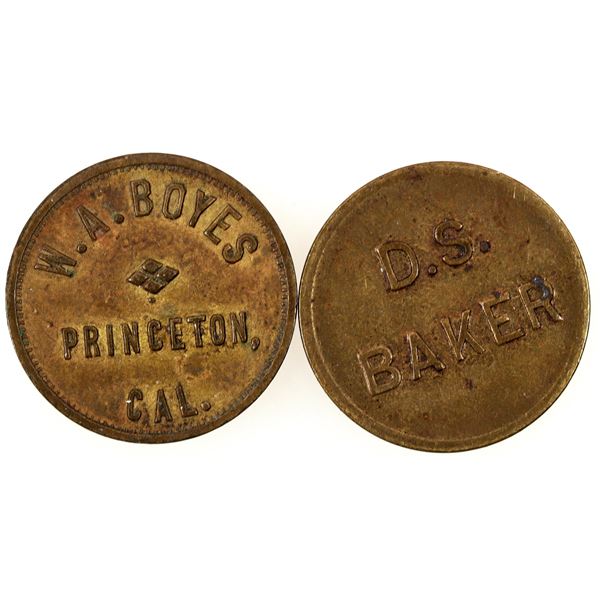 W.A. BOYES
PRINCETON,
CAL.
D.S.
BAKER